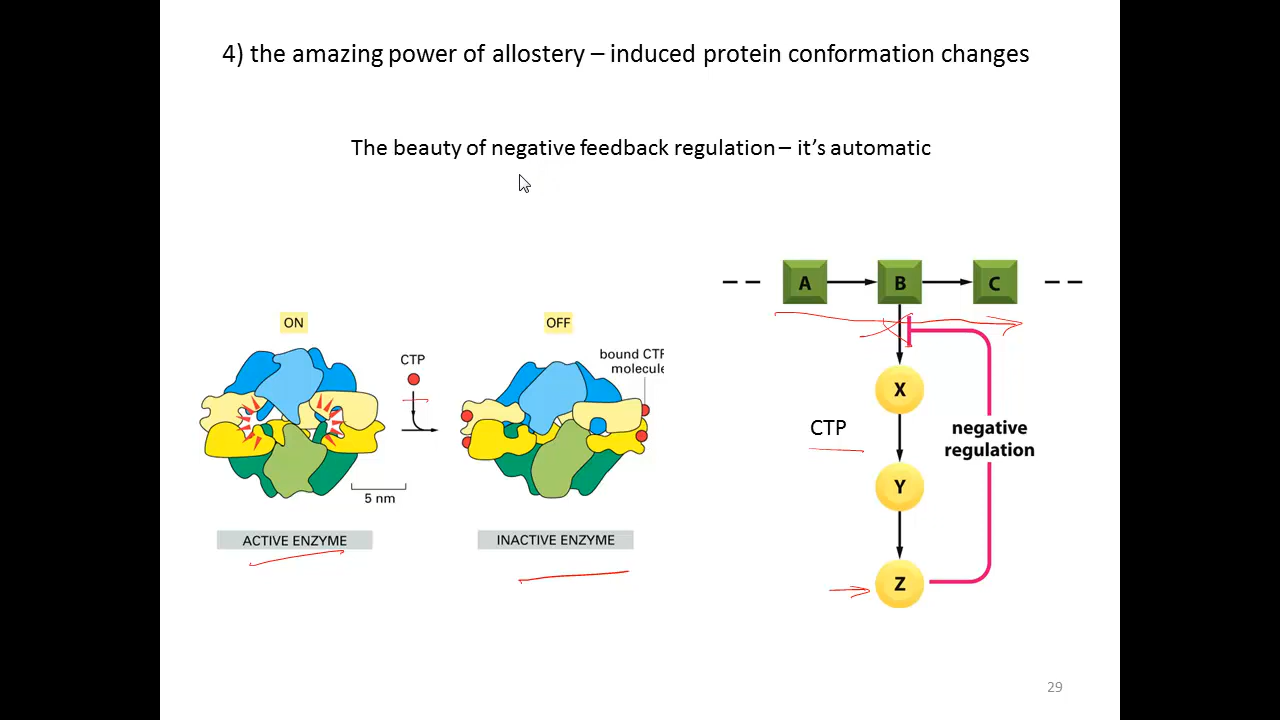 4) the amazing power of allostery – induced protein conformation changes
The beauty of negative feedback regulation – it's automatic
ON
OFF
CTP
bound CTP
molecule
5 nm
ACTIVE ENZYME
INACTIVE ENZYME
A
B
C
X
CTP
negative
regulation
Y
Z
29